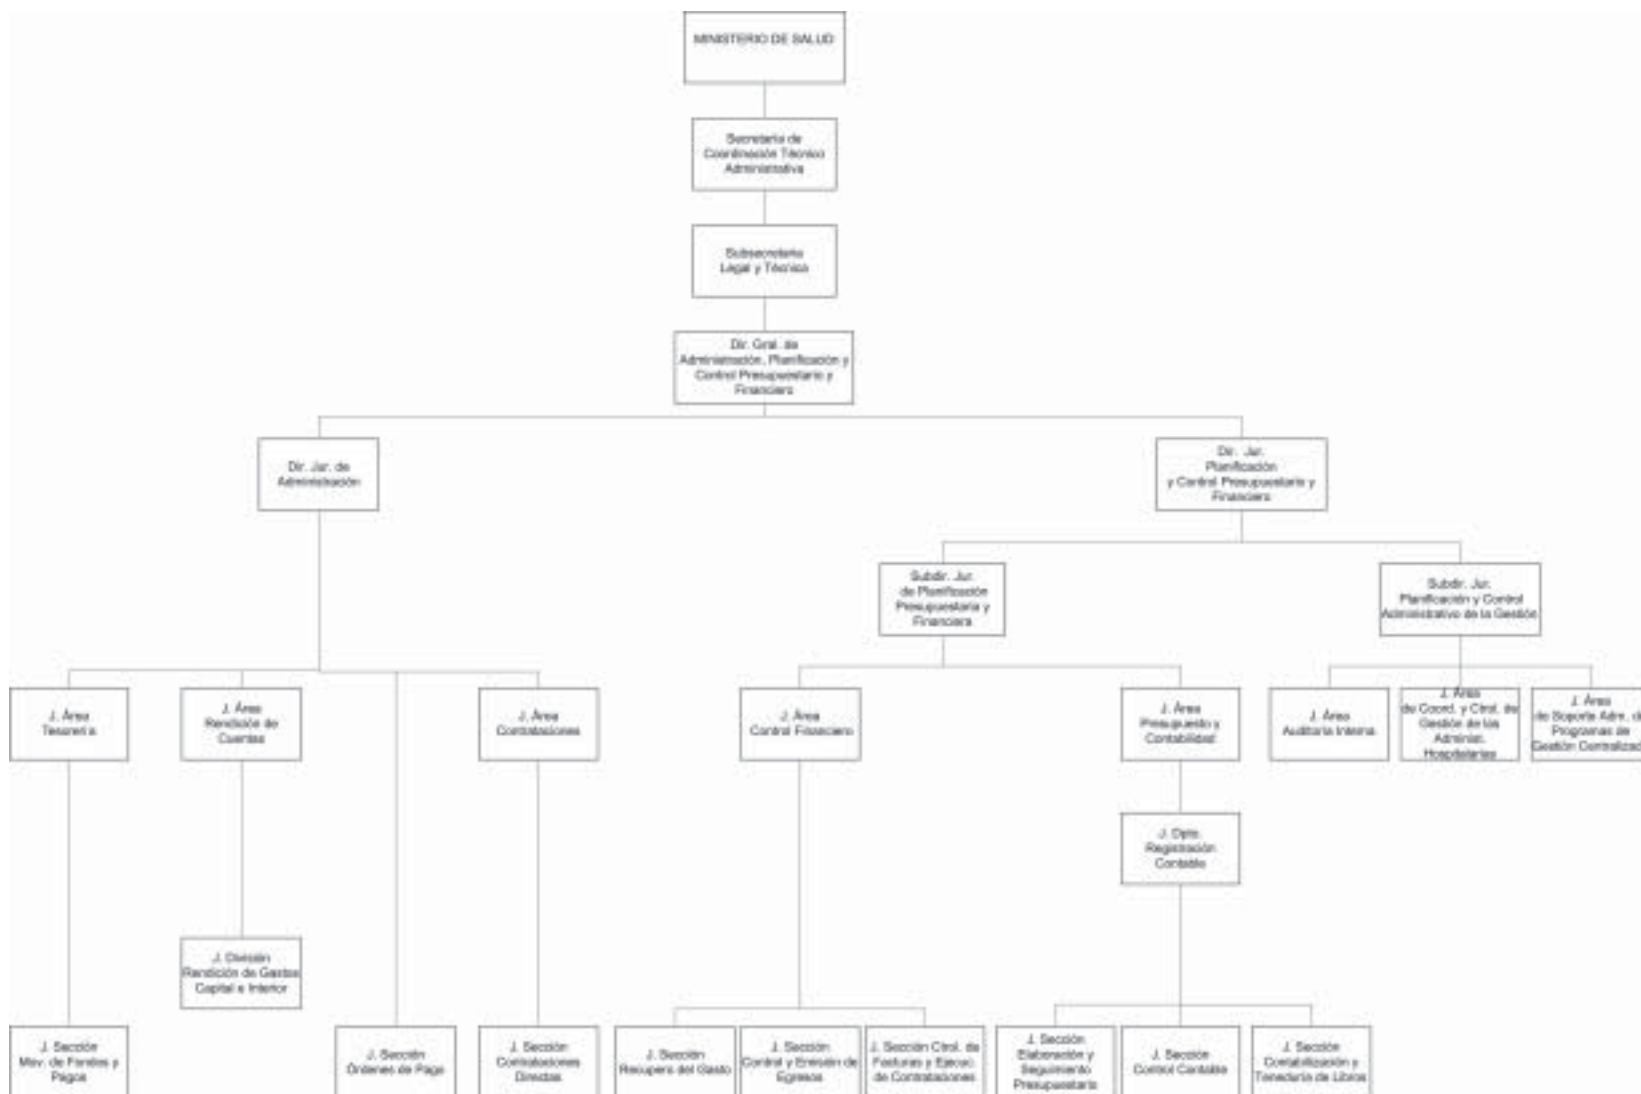 MINISTERIO DE SALUD
Secretaría de
Coordinación Técnico
Administrativa
Subsecretaría
Legal y Técnica
Dir. Gral. de
Administración, Planificación y
Control Presupuestario y
Financiero
Dir. Jur. de
Administración
Dir. Jur.
Planificación
y Control Presupuestario y
Financiero
Subdir. Jur.
de Planificación
Presupuestaria y
Financiera
Subdir. Jur.
Planificación y Control
Administrativo de la Gestión
J. Área
Tesorería
J. Área
Rendición de
Cuentas
J. Área
Contrataciones
J. Área
Control Financiero
J. Área
Presupuesto y
Contabilidad
J. Área
Auditoría Interna
J. Área
de Coord. y Ctrol. de
Gestión de las
Administ.
Hospitalarias
J. Área
de Soporte Adm. de
Programas de
Gestión Centralizad
J. Dpto.
Registración
Contable
J. División
Rendición de Gastos
Capital e Interior
J. Sección
Mov. de Fondos y
Pagos
J. Sección
Órdenes de Pago
J. Sección
Contrataciones
Directas
J. Sección
Recupero del Gasto
J. Sección
Control y Emisión de
Egresos
J. Sección Ctrol. de
Facturas y Ejecuc.
de Contrataciones
J. Sección
Elaboración y
Seguimiento
Presupuestario
J. Sección
Control Contable
J. Sección
Contabilización y
Teneduría de Libros